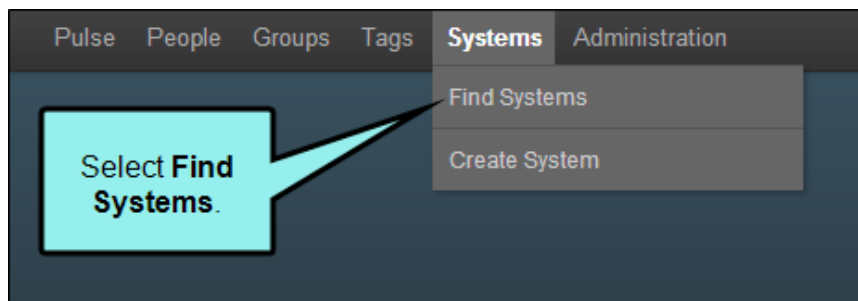 Pulse People Groups Tags Systems Administration
Find Systems
Create System
Select Find
Systems.